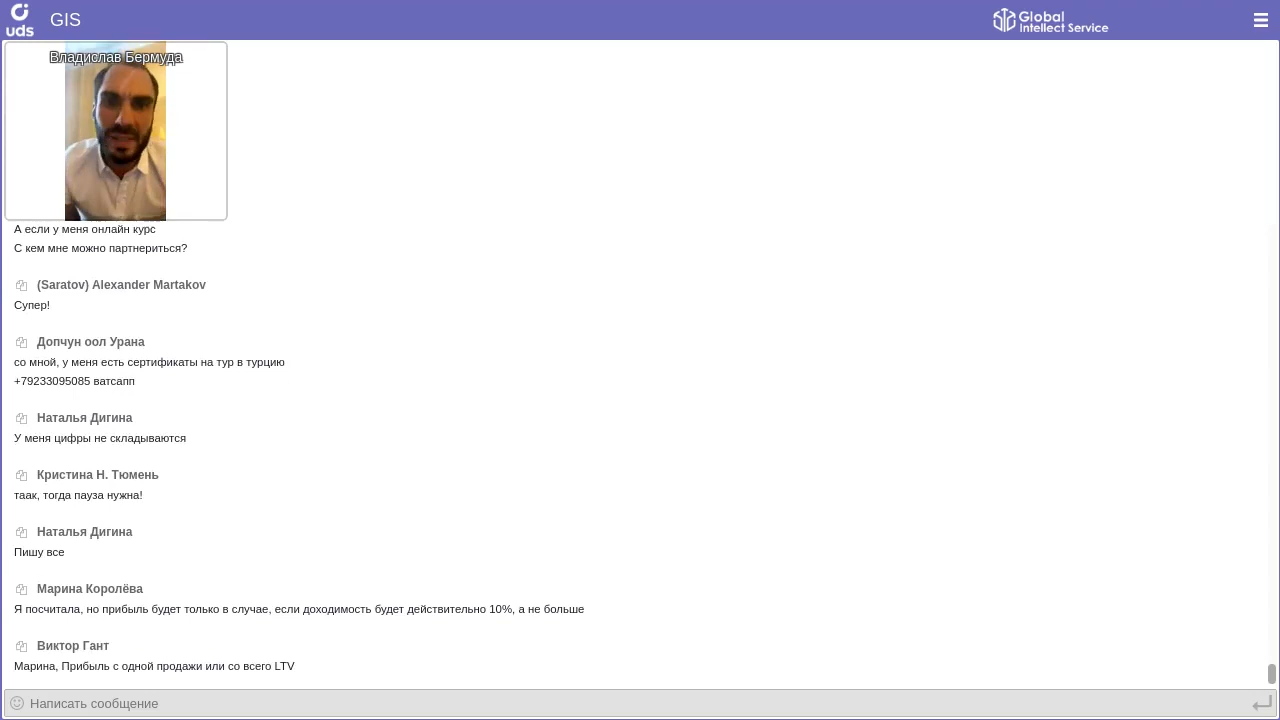 uds
GIS
Global
Intellect Service
Владислав Бермуда
А если у меня онлайн курс
С кем мне можно партнериться?
(Saratov) Alexander Martakov
Супер!
Допчун оол Урана
со мной, у меня есть сертификаты на тур в турцию
+79233095085 ватсапп
Наталья Дигина
У меня цифры не складываются
Кристина Н. Тюмень
таак, тогда пауза нужна!
Наталья Дигина
Пишу все
Марина Королёва
Я посчитала, но прибыль будет только в случае, если доходимость будет действительно 10%, а не больше
Виктор Гант
Марина, Прибыль с одной продажи или со всего LTV
Написать сообщение